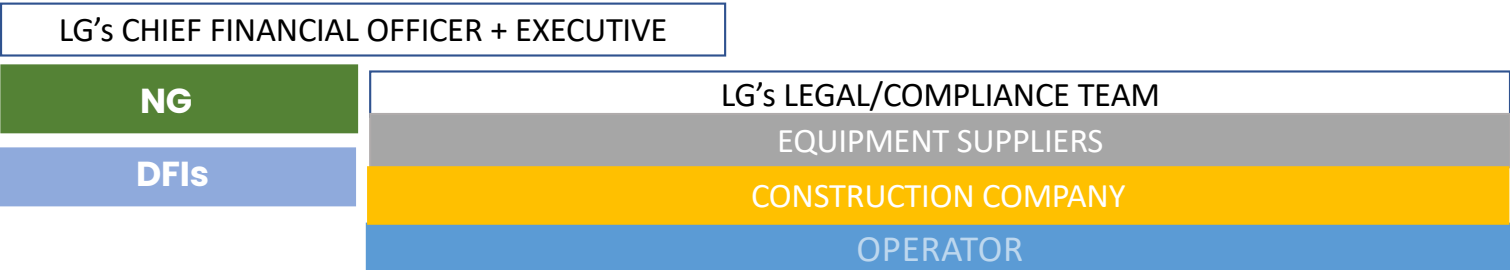 LG’s CHIEF FINANCIAL OFFICER + EXECUTIVE
NG
LG’s LEGAL/COMPLIANCE TEAM
EQUIPMENT SUPPLIERS
DFIs
CONSTRUCTION COMPANY
OPERATOR